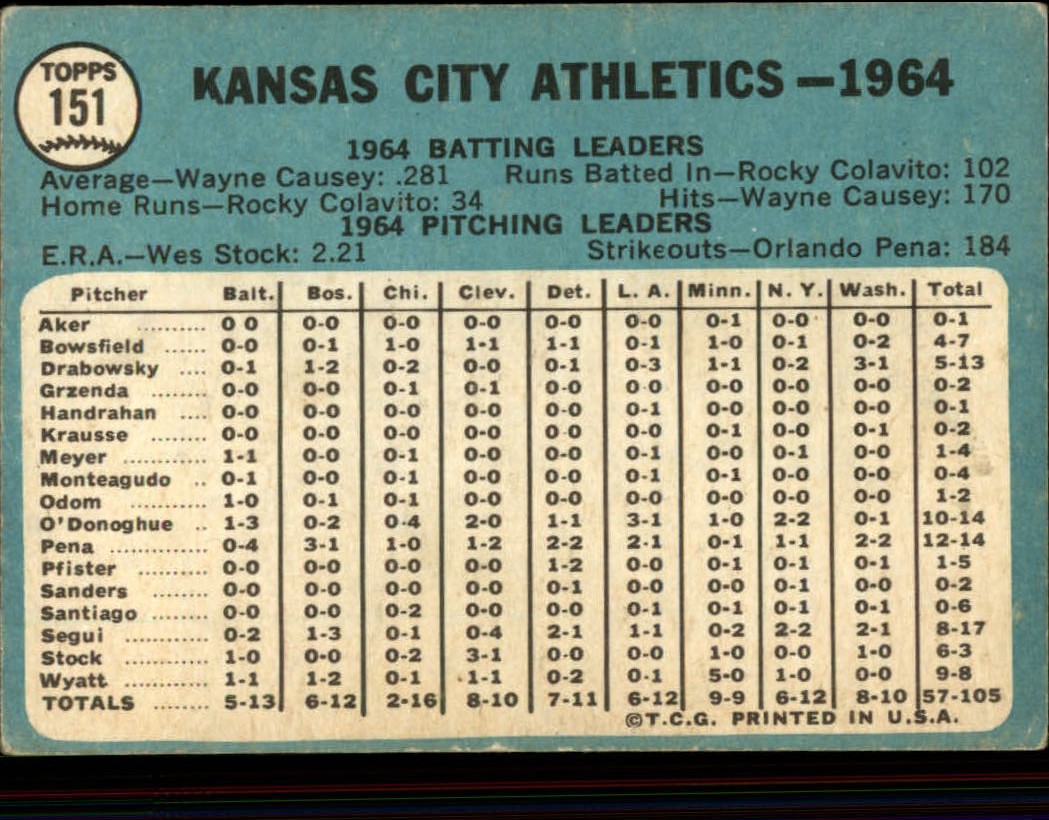 TOPPS
151
KANSAS CITY ATHLETICS—1964
1964 BATTING LEADERS
Average—Wayne Causey: .281 Runs Batted In—Rocky Colavito: 102
Home Runs—Rocky Colavito: 34 Hits—Wayne Causey: 170
1964 PITCHING LEADERS
E.R.A.—Wes Stock: 2.21 Strikeouts—Orlando Pena: 184
Pitcher Balt. Bos. Chi. Clev. Det. L. A. Minn. N. Y. Wash. Total
Aker .......... 0 0 0-0 0-0 0-0 0-0 0-0 0-1 0-0 0-0 0-1
Bowsfield ...... 0-0 0-1 1-0 1-1 1-1 0-1 1-0 0-1 0-2 4-7
Drabowsky .... 0-1 1-2 0-2 0-0 0-1 0-3 1-1 0-2 3-1 5-13
Grzenda ........ 0-0 0-0 0-1 0-1 0-0 0 0 0-0 0-0 0-0 0-2
Handrahan .... 0-0 0-0 0-0 0-0 0-0 0-1 0-0 0-0 0-0 0-1
Krausse ........ 0-0 0-0 0-0 0-0 0 0 0-0 0-1 0-0 0-1 0-2
Meyer ............ 1-1 0-0 0-1 0-0 0-0 0-1 0-0 0-1 0-0 1-4
Monteagudo .. 0-1 0-0 0-1 0-0 0-0 0-1 0-1 0-0 0-0 0-4
Odom ........... 1-0 0-1 0-1 0-0 0-0 0-0 0-0 0-0 0-0 1-2
O'Donoghue .. 1-3 0-2 0-4 2-0 1-1 3-1 1-0 2-2 0-1 10-14
Pena .............. 0-4 3-1 1-0 1-2 2-2 2-1 0-1 1-1 2-2 12-14
Pfister .......... 0-0 0-0 0-0 0-0 1-2 0-0 0-1 0-1 0-1 1-5
Sanders ........ 0-0 0-0 0-0 0-0 0-1 0-0 0-0 0-1 0-0 0-2
Santiago ........ 0-0 0-0 0-2 0-0 0-0 0-1 0-1 0-1 0-1 0-6
Segui ............ 0-2 1-3 0-1 0-4 2-1 1-1 0-2 2-2 2-1 8-17
Stock ............ 1-0 0-0 0-2 3-1 0-0 0-0 1-0 0-0 1-0 6-3
Wyatt ............ 1-1 1-2 0-1 1-1 0-2 0-1 5-0 1-0 0-0 9-8
TOTALS ........ 5-13 6-12 2-16 8-10 7-11 6-12 9-9 6-12 8-10 57-105
©T.C.G. PRINTED IN U.S.A.